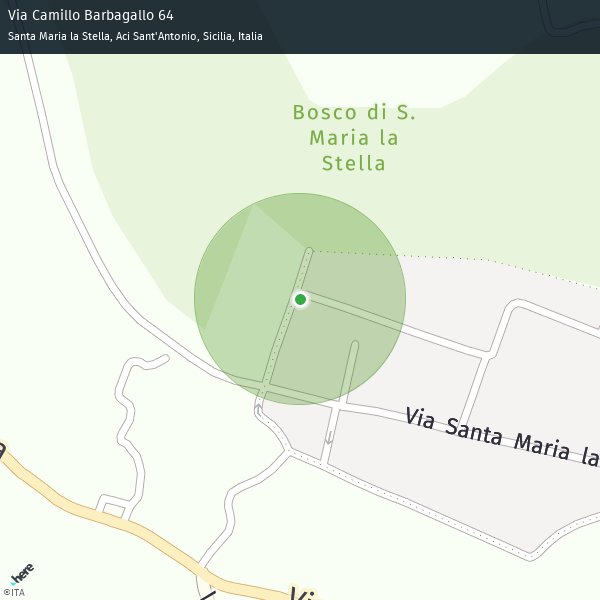 Via Camillo Barbagallo 64
Santa Maria la Stella, Aci Sant'Antonio, Sicilia, Italia
Bosco di S.
Maria la
Stella
Via Santa Maria la
Vi
here
©ITA